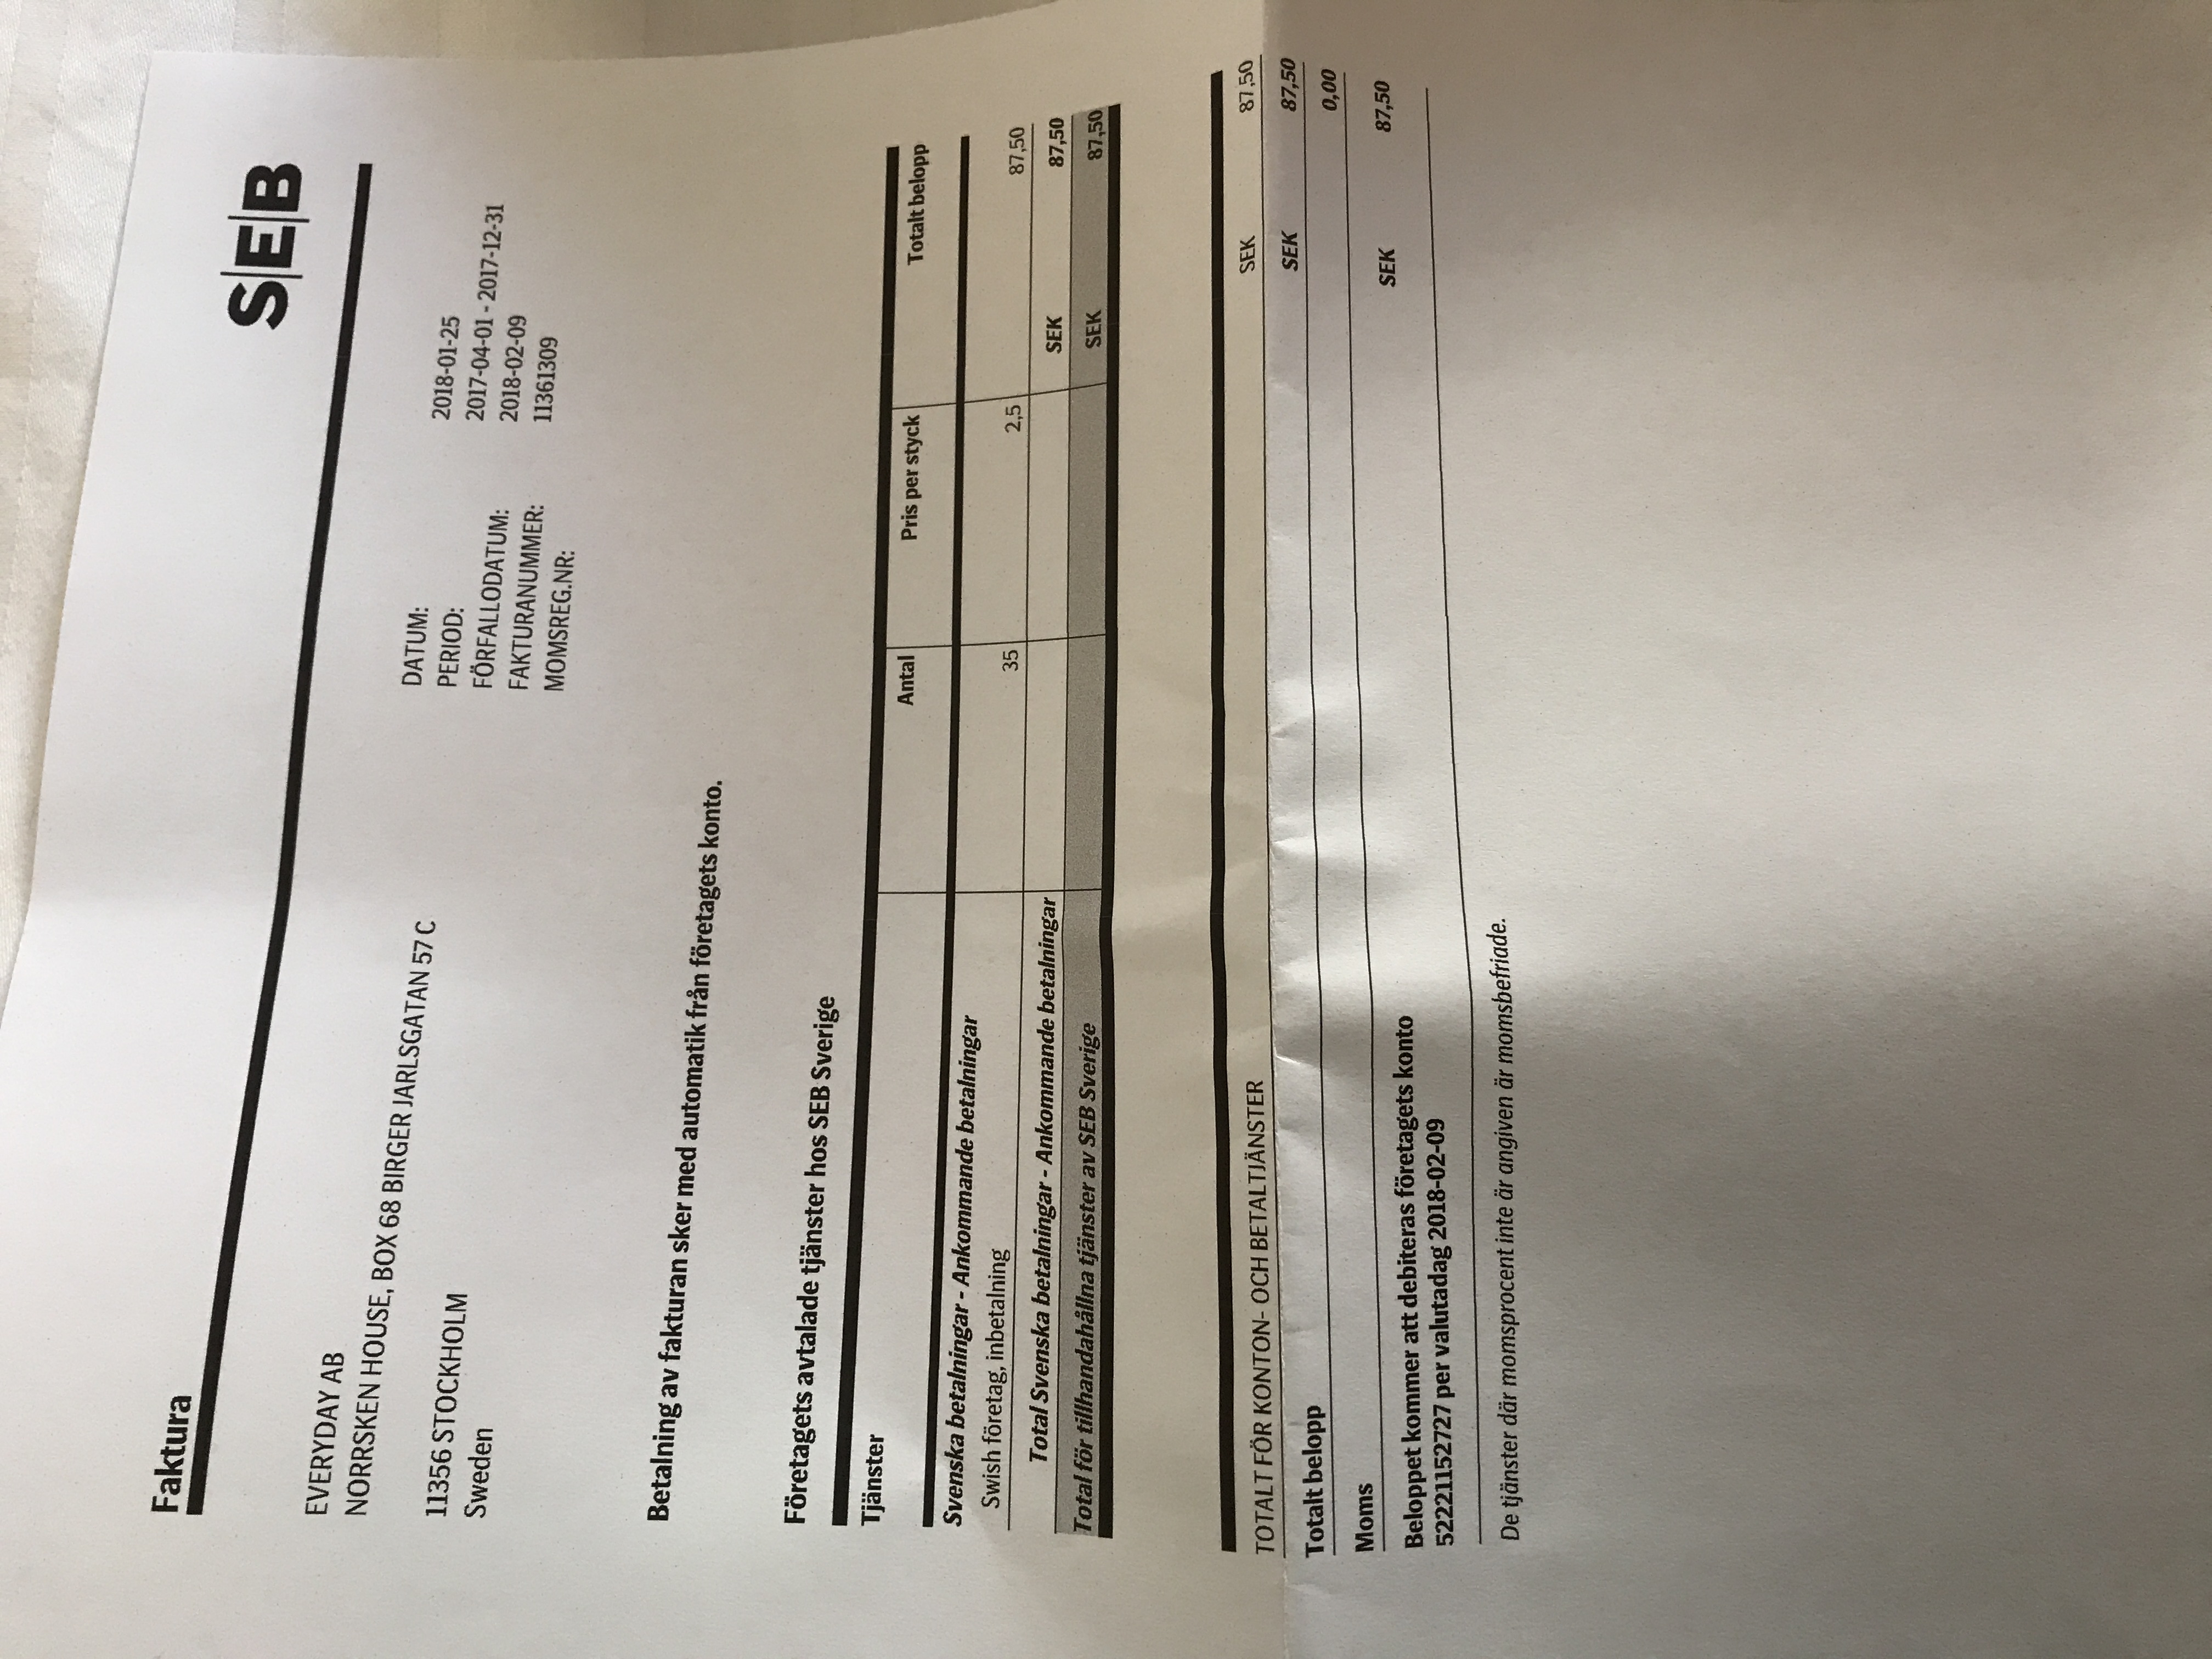 Faktura
SEB
EVERYDAY AB
NORRSKEN HOUSE, BOX 68 BIRGER JARLSGATAN 57 C
11356 STOCKHOLM
Sweden
DATUM: 2018-01-25
PERIOD: 2017-04-01 - 2017-12-31
FÖRFALLODATUM: 2018-02-09
FAKTURANUMMER: 11361309
MOMSREG.NR:
Betalning av fakturan sker med automatik från företagets konto.
Företagets avtalade tjänster hos SEB Sverige
Tjänster Antal Pris per styck Totalt belopp
Svenska betalningar - Ankommande betalningar
Swish företag, inbetalning 35 2,5 87,50
Total Svenska betalningar - Ankommande betalningar SEK 87,50
Total för tillhandahållna tjänster av SEB Sverige SEK 87,50
TOTALT FÖR KONTON- OCH BETALTJÄNSTER SEK 87,50
Totalt belopp SEK 87,50
Moms 0,00
Beloppet kommer att debiteras företagets konto SEK 87,50
52221152727 per valutadag 2018-02-09
De tjänster där momsprocent inte är angiven är momsbefriade.